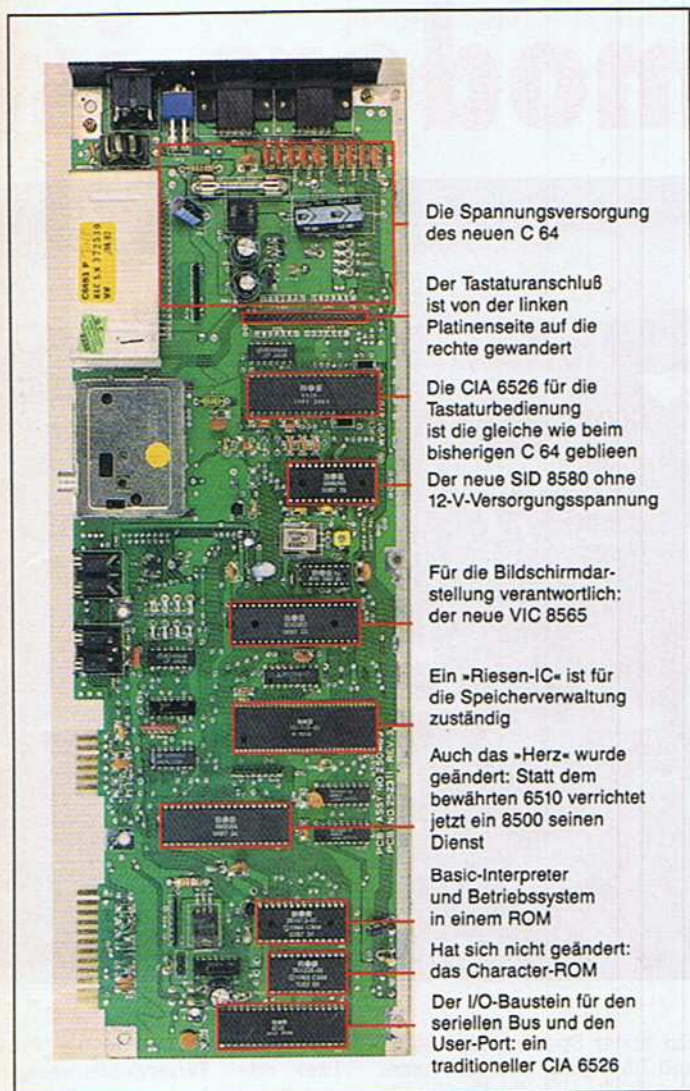 Die Spannungsversorgung
des neuen C 64
Der Tastaturanschluß
ist von der linken
Platinenseite auf die
rechte gewandert
Die CIA 6526 für die
Tastaturbedienung
ist die gleiche wie beim
bisherigen C 64 geblieen
Der neue SID 8580 ohne
12-V-Versorgungsspannung
Für die Bildschirmdar-
stellung verantwortlich:
der neue VIC 8565
Ein »Riesen-IC« ist für
die Speicherverwaltung
zuständig
Auch das »Herz« wurde
geändert: Statt dem
bewährten 6510 verrichtet
jetzt ein 8500 seinen
Dienst
Basic-Interpreter
und Betriebssystem
in einem ROM
Hat sich nicht geändert:
das Character-ROM
Der I/O-Baustein für den
seriellen Bus und den
User-Port: ein
traditioneller CIA 6526